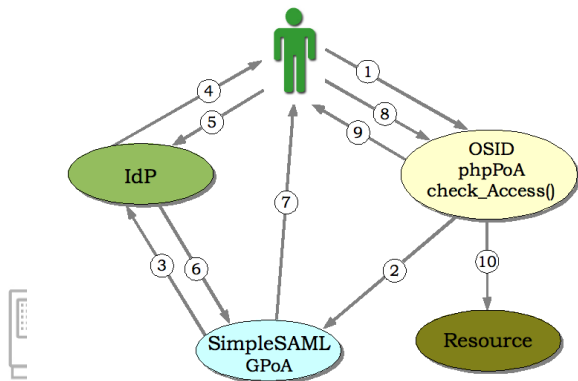 1
4
8
5
9
OSID
phpPoA
check_Access()
IdP
7
3
6
2
10
SimpleSAML
GPoA
Resource